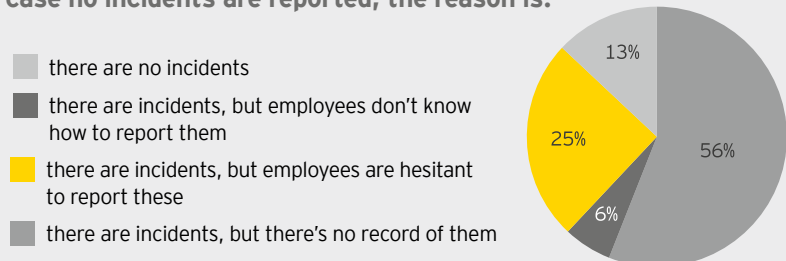 case no incidents are reported, the reason is:
there are no incidents
there are incidents, but employees don't know
how to report them
there are incidents, but employees are hesitant
to report these
there are incidents, but there's no record of them
13%
25%
56%
6%